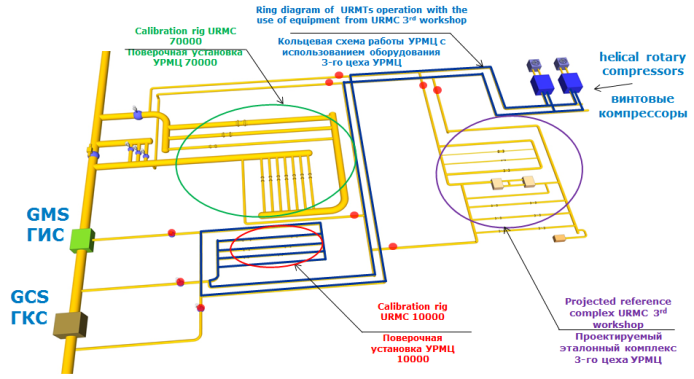 Calibration rig URMC
70000
Поверочная установка
УРМЦ 70000
Ring diagram of URMTs operation with the
use of equipment from URMC 3rd workshop
Кольцевая схема работы УРМЦ с
использованием оборудования
3-го цеха УРМЦ
helical rotary
compressors
винтовые
компрессоры
GMS
ГИС
GCS
ГКС
Calibration rig
URMC 10000
Поверочная
установка УРМЦ
10000
Projected reference
complex URMC 3rd
workshop
Проектируемый
эталонный комплекс
3-го цеха УРМЦ